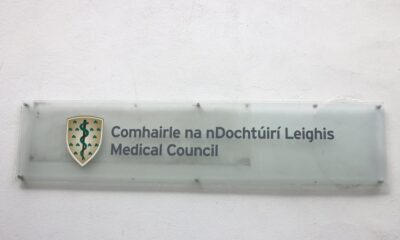 Comhairle na nDochtúirí Leighis
Medical Council